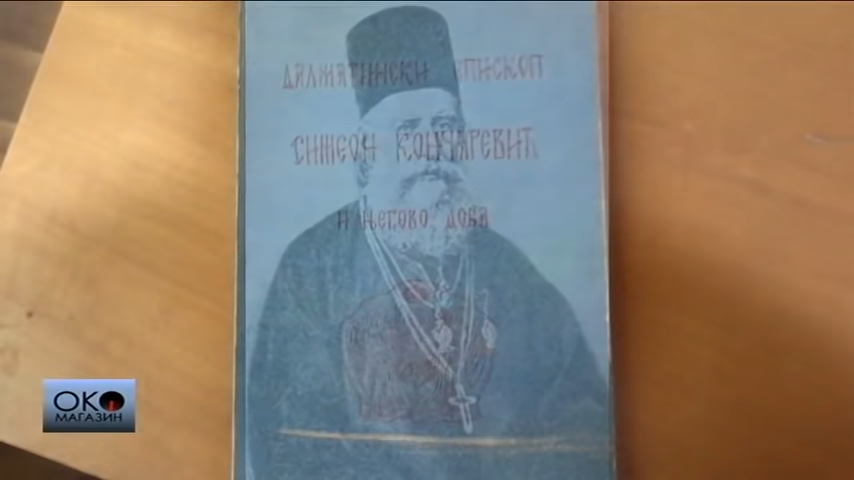 ДАЛМАТИНСКИ ЕПИСКОП
СИМЕОН КОНЧАРЕВИЋ
И ЊЕГОВО ДОБА
ОКО
МАГАЗИН